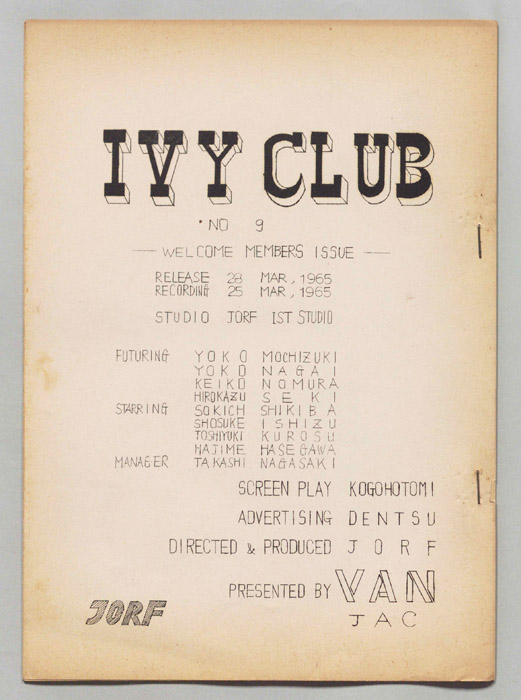 IVY CLUB
• NO 9
— WELCOME MEMBERS ISSUE —
RELEASE 28 MAR, 1965
RECORDING 25 MAR, 1965
STUDIO JORF 1ST STUDIO
FUTURING YOKO MOCHIZUKI
YOKO NAGAI
KEIKO NOMURA
HIROKAZU SEKI
STARRING SOKICH SHIKIBA
SHOSUKE ISHIZU
TOSHIYUKI KUROSU
HAJIME HASEGAWA
MANAGER TAKASHI NAGASAKI
SCREEN PLAY KOGOHOTOMI
ADVERTISING DENTSU
DIRECTED & PRODUCED JORF
PRESENTED BY VAN
JAC
JORF